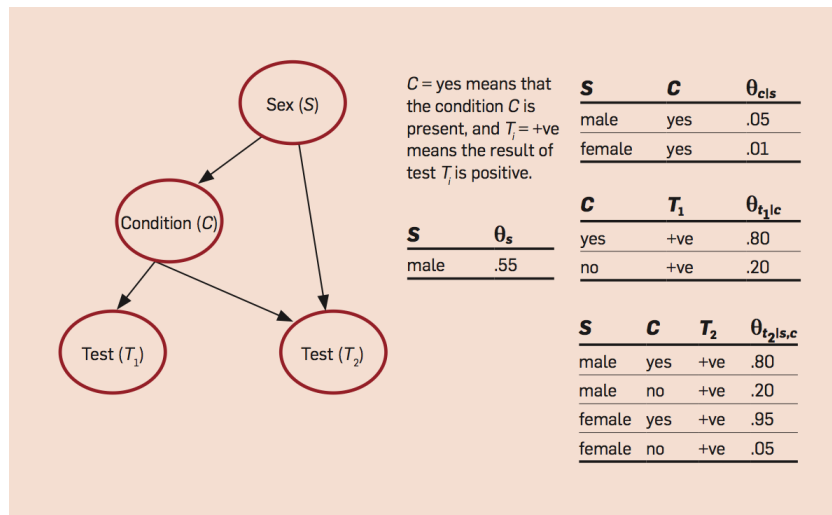 Sex (S)
Condition (C)
Test (T₁)
Test (T₂)
C = yes means that
the condition C is
present, and Tᵢ = +ve
means the result of
test Tᵢ is positive.
S θₛ
male .55
S C θ_c|s
male yes .05
female yes .01
C T₁ θ_t₁|c
yes +ve .80
no +ve .20
S C T₂ θ_t₂|s,c
male yes +ve .80
male no +ve .20
female yes +ve .95
female no +ve .05